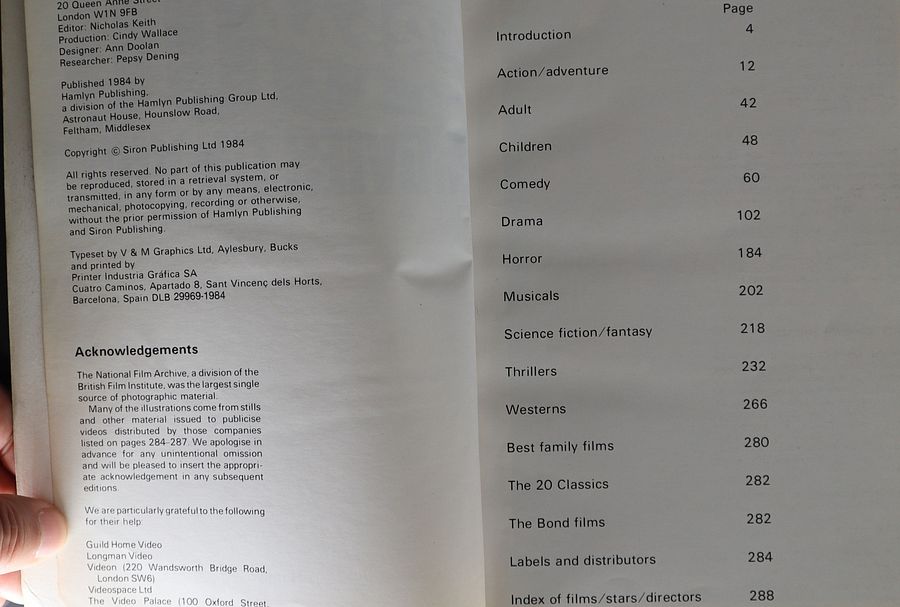 20 Queen Anne Street
London W1N 9FB
Editor: Nicholas Keith
Production: Cindy Wallace
Designer: Ann Doolan
Researcher: Pepsy Dening
Published 1984 by
Hamlyn Publishing,
a division of the Hamlyn Publishing Group Ltd,
Astronaut House, Hounslow Road,
Feltham, Middlesex
Copyright © Siron Publishing Ltd 1984
All rights reserved. No part of this publication may
be reproduced, stored in a retrieval system, or
transmitted, in any form or by any means, electronic,
mechanical, photocopying, recording or otherwise,
without the prior permission of Hamlyn Publishing
and Siron Publishing.
Typeset by V & M Graphics Ltd, Aylesbury, Bucks
and printed by
Printer Industria Gráfica SA
Cuatro Caminos, Apartado 8, Sant Vincenç dels Horts,
Barcelona, Spain DLB 29969-1984
Acknowledgements
The National Film Archive, a division of the
British Film Institute, was the largest single
source of photographic material.
Many of the illustrations come from stills
and other material issued to publicise
videos distributed by those companies
listed on pages 284-287. We apologise in
advance for any unintentional omission
and will be pleased to insert the appropri-
ate acknowledgement in any subsequent
editions.
We are particularly grateful to the following
for their help:
Guild Home Video
Longman Video
Videon (220 Wandsworth Bridge Road,
London SW6)
Videospace Ltd
The Video Palace (100 Oxford Street,
Page
Introduction 4
Action/adventure 12
Adult 42
Children 48
Comedy 60
Drama 102
Horror 184
Musicals 202
Science fiction/fantasy 218
Thrillers 232
Westerns 266
Best family films 280
The 20 Classics 282
The Bond films 282
Labels and distributors 284
Index of films/stars/directors 288